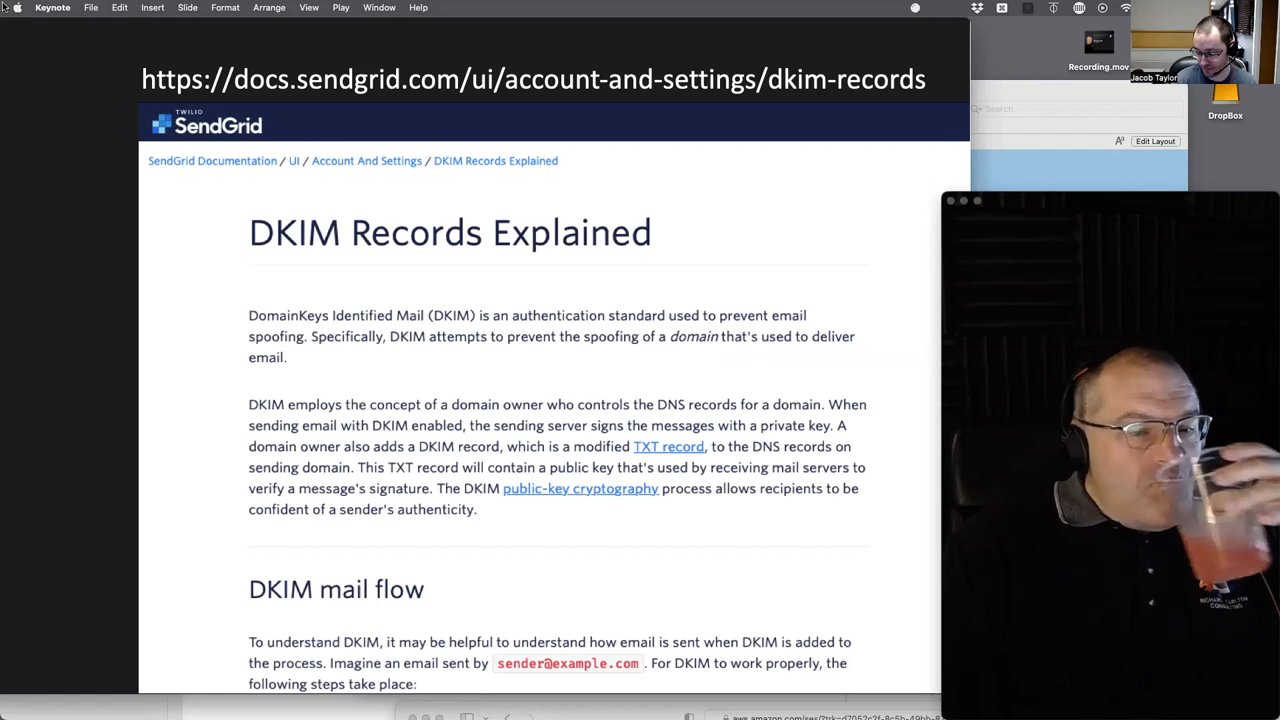 Keynote File Edit Insert Slide Format Arrange View Play Window Help
Recording.mov
Jacob Taylor
DropBox
Search
Edit Layout
https://docs.sendgrid.com/ui/account-and-settings/dkim-records
TWILIO
SendGrid
SendGrid Documentation / UI / Account And Settings / DKIM Records Explained
DKIM Records Explained
DomainKeys Identified Mail (DKIM) is an authentication standard used to prevent email
spoofing. Specifically, DKIM attempts to prevent the spoofing of a domain that's used to deliver
email.
DKIM employs the concept of a domain owner who controls the DNS records for a domain. When
sending email with DKIM enabled, the sending server signs the messages with a private key. A
domain owner also adds a DKIM record, which is a modified TXT record, to the DNS records on
sending domain. This TXT record will contain a public key that's used by receiving mail servers to
verify a message's signature. The DKIM public-key cryptography process allows recipients to be
confident of a sender's authenticity.
DKIM mail flow
To understand DKIM, it may be helpful to understand how email is sent when DKIM is added to
the process. Imagine an email sent by sender@example.com. For DKIM to work properly, the
following steps take place:
CONSULTING